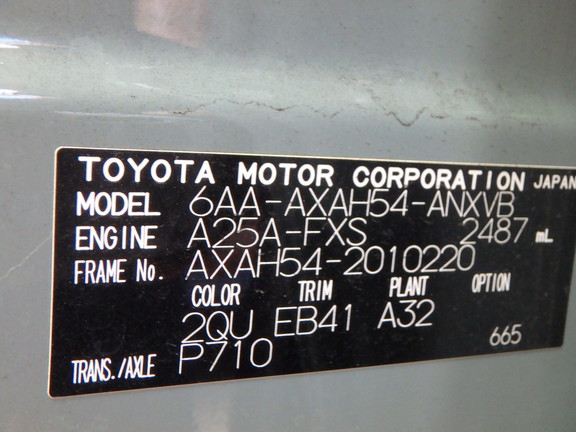 TOYOTA MOTOR CORPORATION JAPAN
MODEL 6AA-AXAH54-ANXVB
ENGINE A25A-FXS 2487 mL
FRAME No. AXAH54-2010220
COLOR TRIM PLANT OPTION
2QU EB41 A32
665
TRANS./AXLE P710